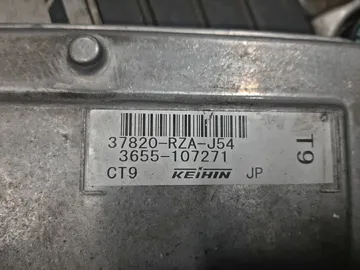 37820-RZA-J54
3655-107271
CT9 KEIHIN JP
T9